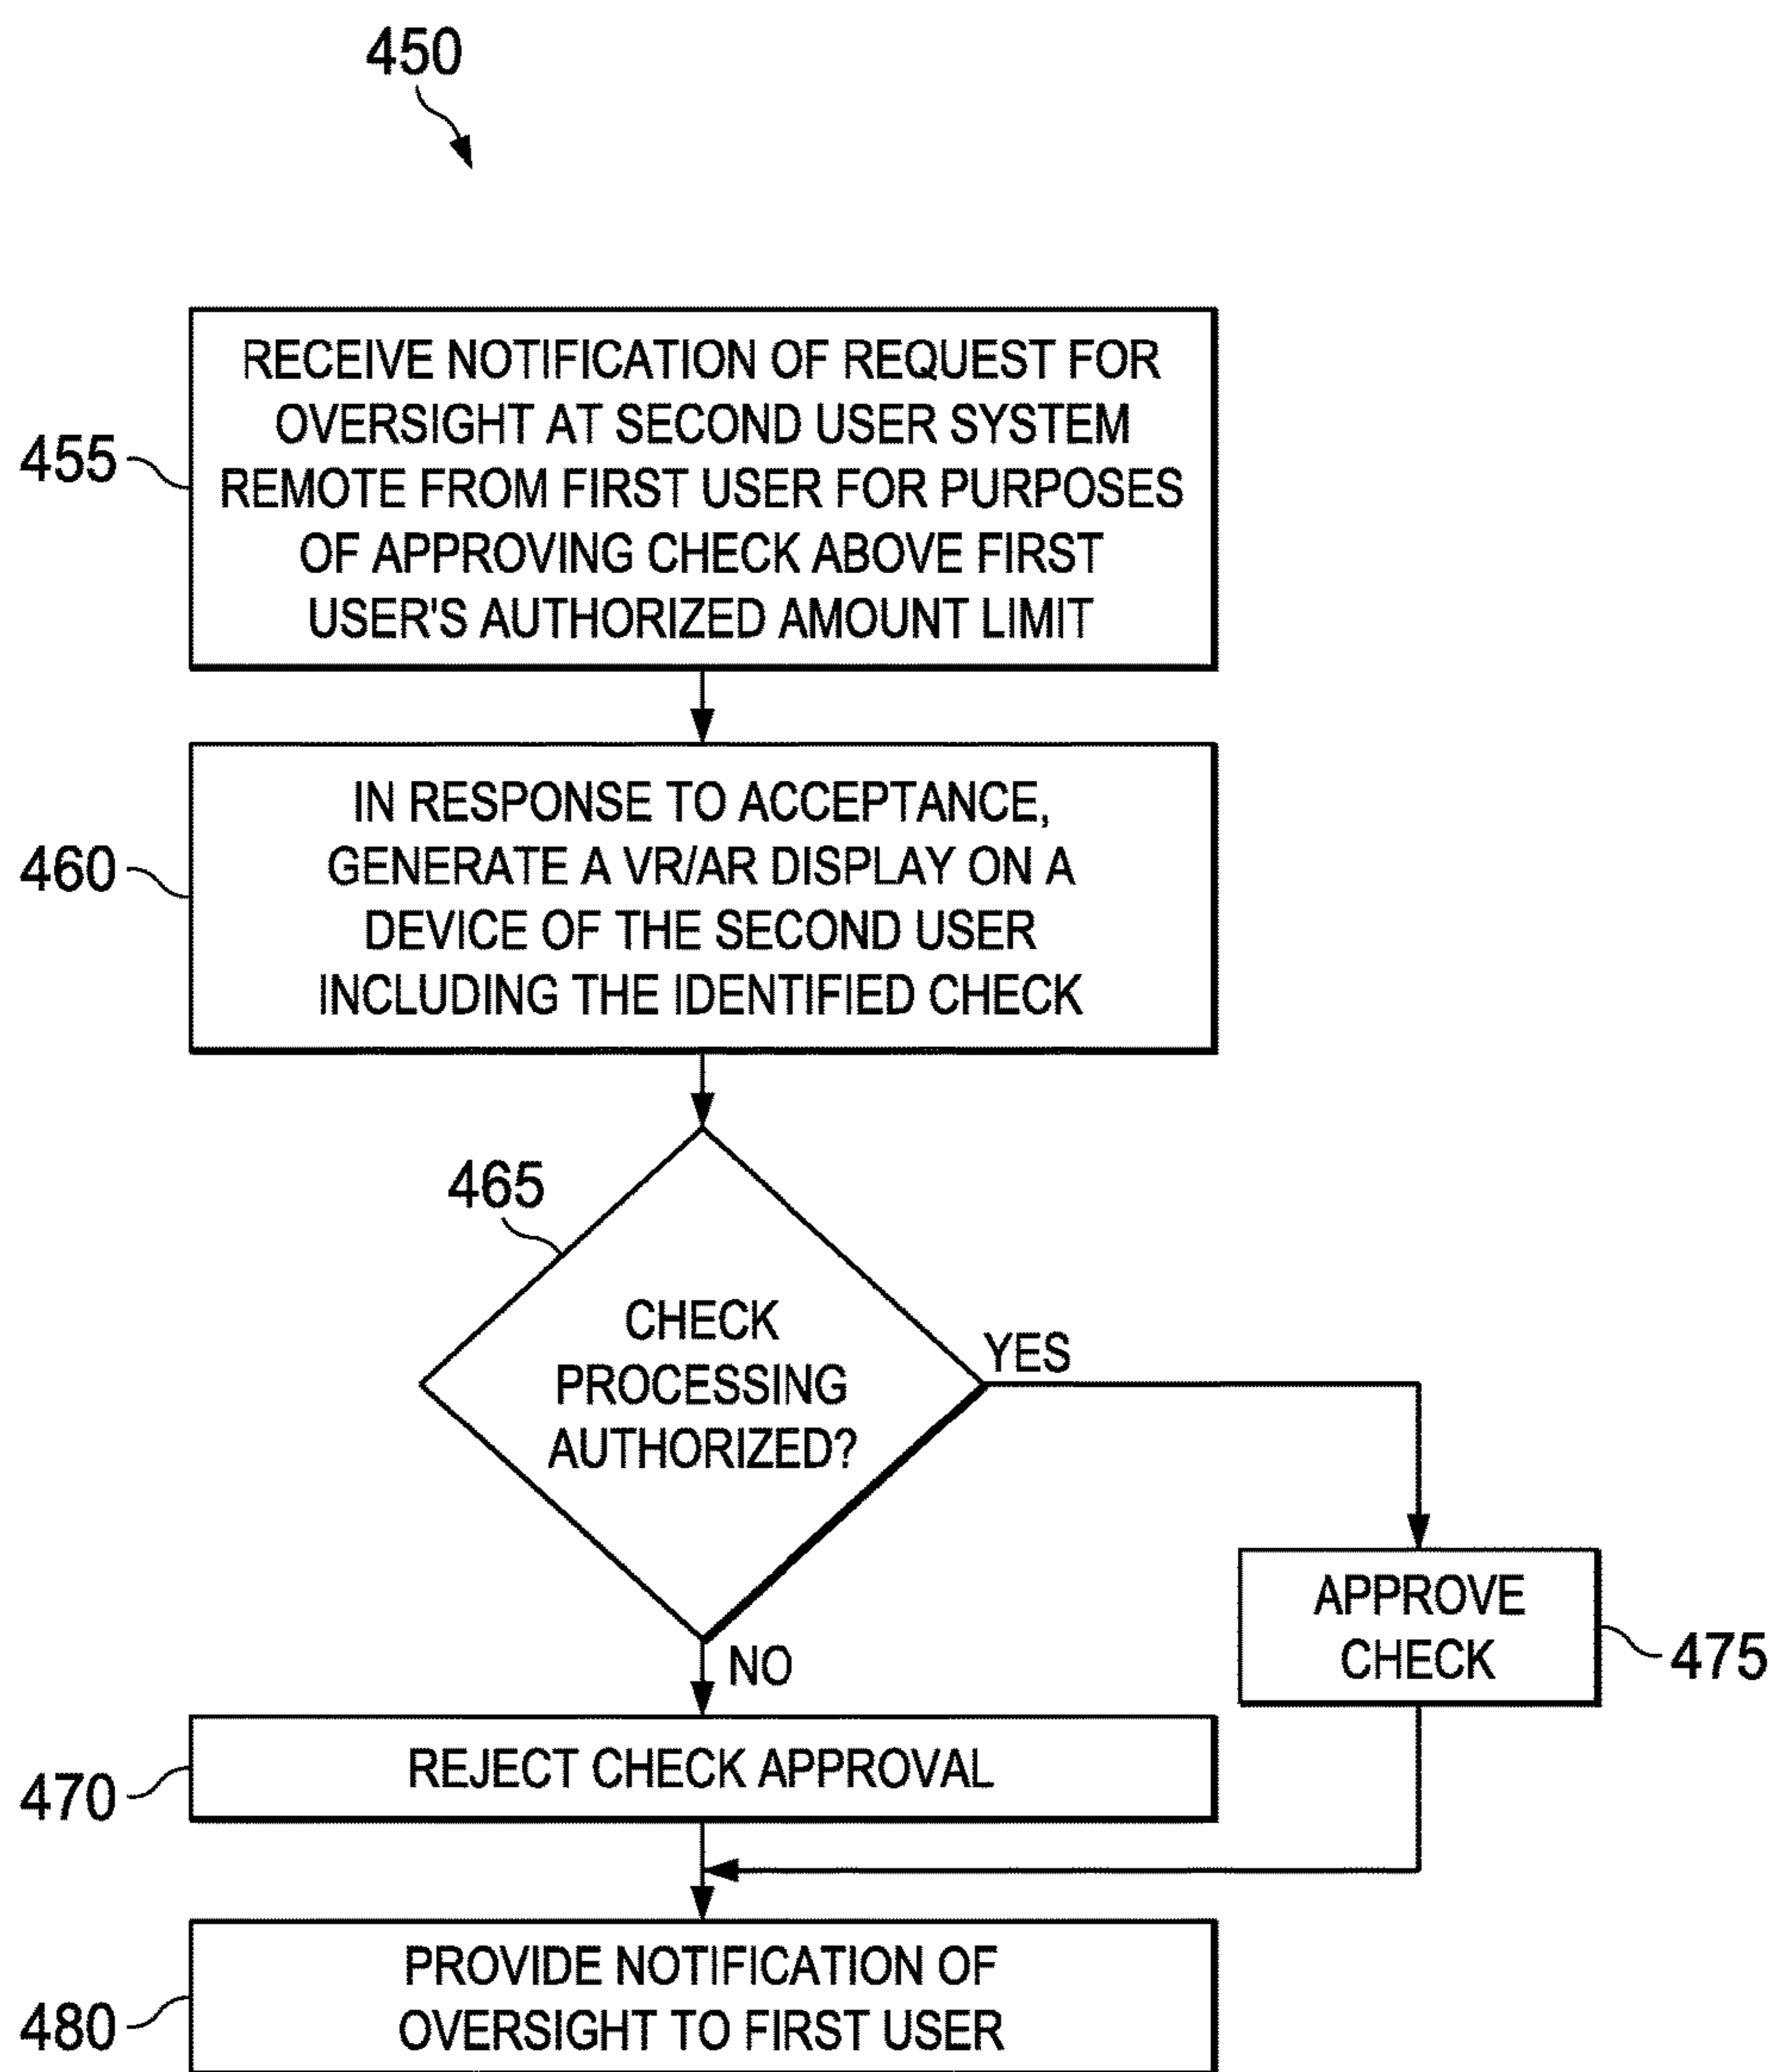 450
455
RECEIVE NOTIFICATION OF REQUEST FOR
OVERSIGHT AT SECOND USER SYSTEM
REMOTE FROM FIRST USER FOR PURPOSES
OF APPROVING CHECK ABOVE FIRST
USER'S AUTHORIZED AMOUNT LIMIT
460
IN RESPONSE TO ACCEPTANCE,
GENERATE A VR/AR DISPLAY ON A
DEVICE OF THE SECOND USER
INCLUDING THE IDENTIFIED CHECK
465
CHECK
PROCESSING
AUTHORIZED?
YES
NO
APPROVE
CHECK
475
470
REJECT CHECK APPROVAL
480
PROVIDE NOTIFICATION OF
OVERSIGHT TO FIRST USER